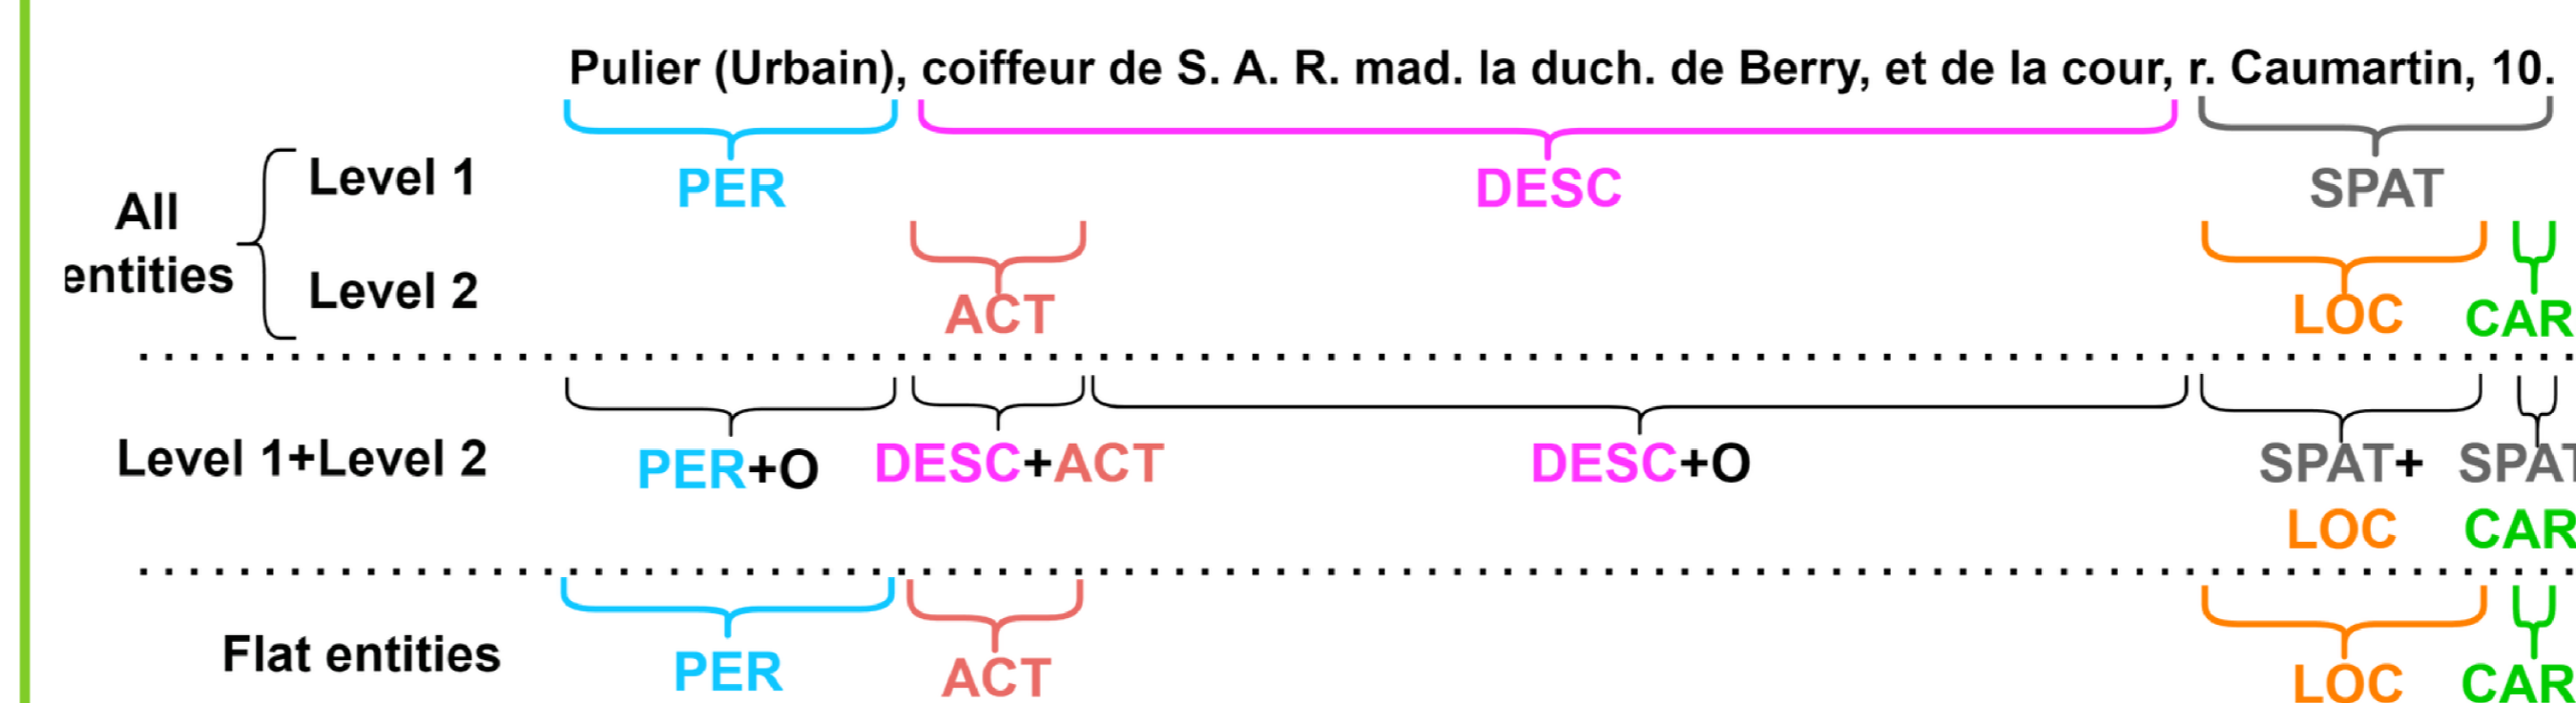 Pulier (Urbain), coiffeur de S. A. R. mad. la duch. de Berry, et de la cour, r. Caumartin, 10.
All entities
Level 1
PER DESC SPAT
Level 2
ACT LOC CAR
Level 1+Level 2
PER+O DESC+ACT DESC+O SPAT+ SPAT
LOC CAR
Flat entities
PER ACT LOC CAR